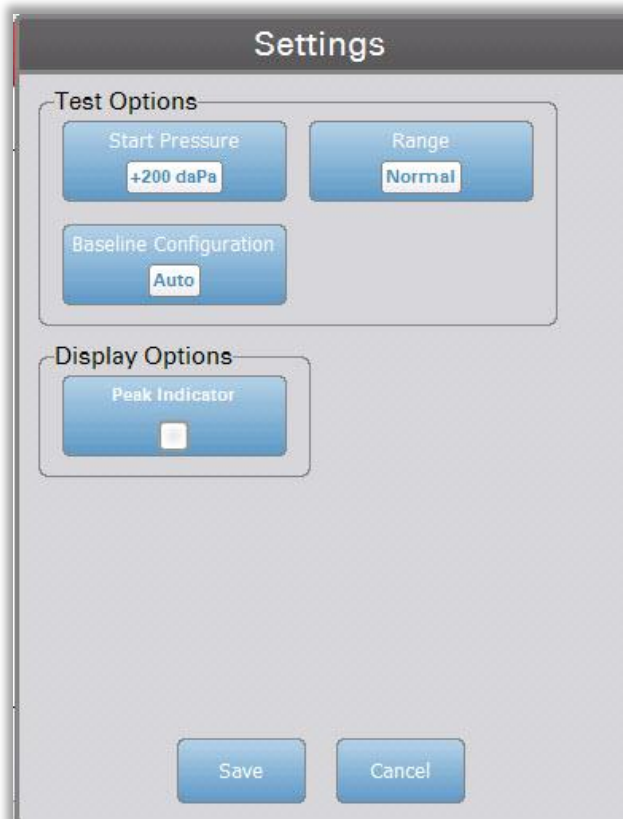 Settings
Test Options
Start Pressure
+200 daPa
Range
Normal
Baseline Configuration
Auto
Display Options
Peak Indicator
Save
Cancel